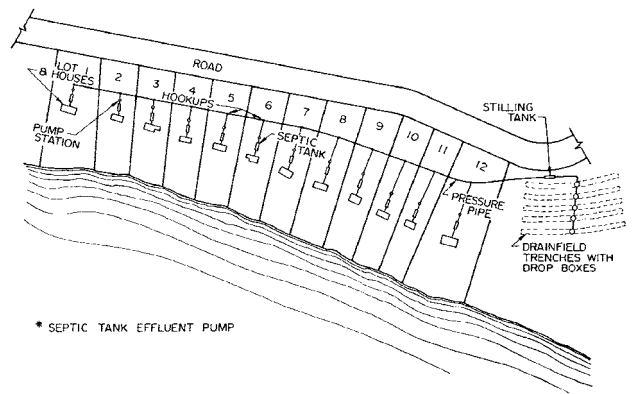 ROAD
LOT
& HOUSES
1
2
3
4
5
6
7
8
9
10
11
12
HOOKUPS
PUMP
STATION
SEPTIC
TANK
STILLING
TANK
PRESSURE
PIPE
DRAINFIELD
TRENCHES WITH
DROP BOXES
* SEPTIC TANK EFFLUENT PUMP